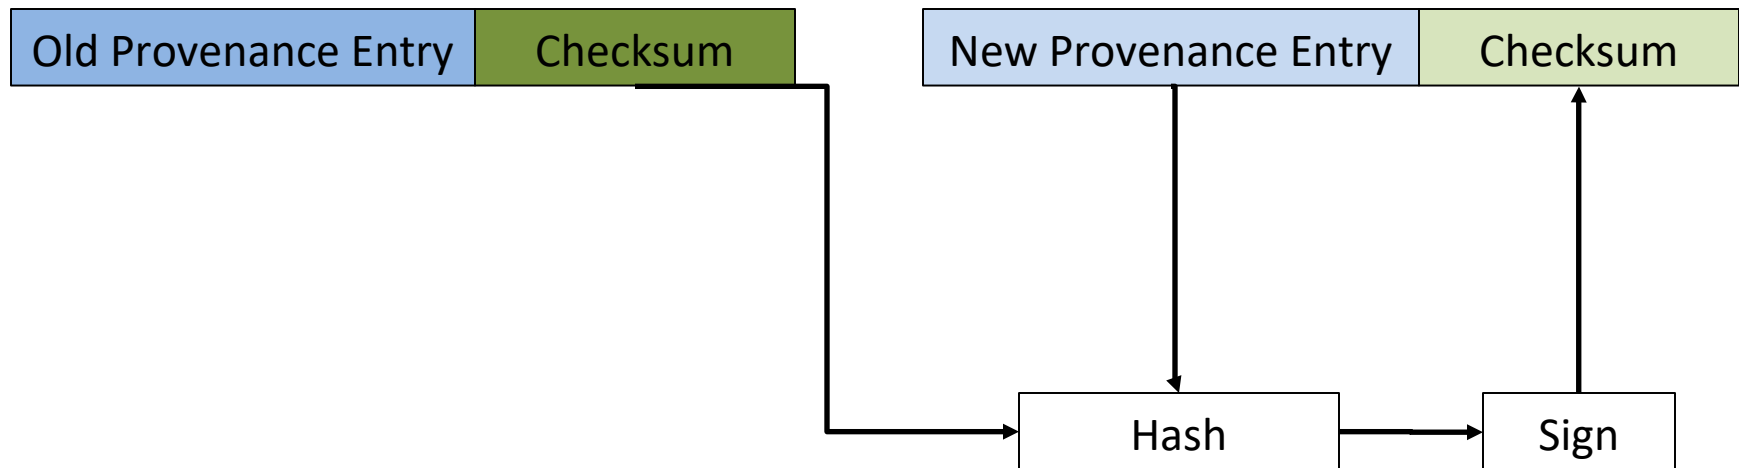 Old Provenance Entry
Checksum
New Provenance Entry
Checksum
Hash
Sign